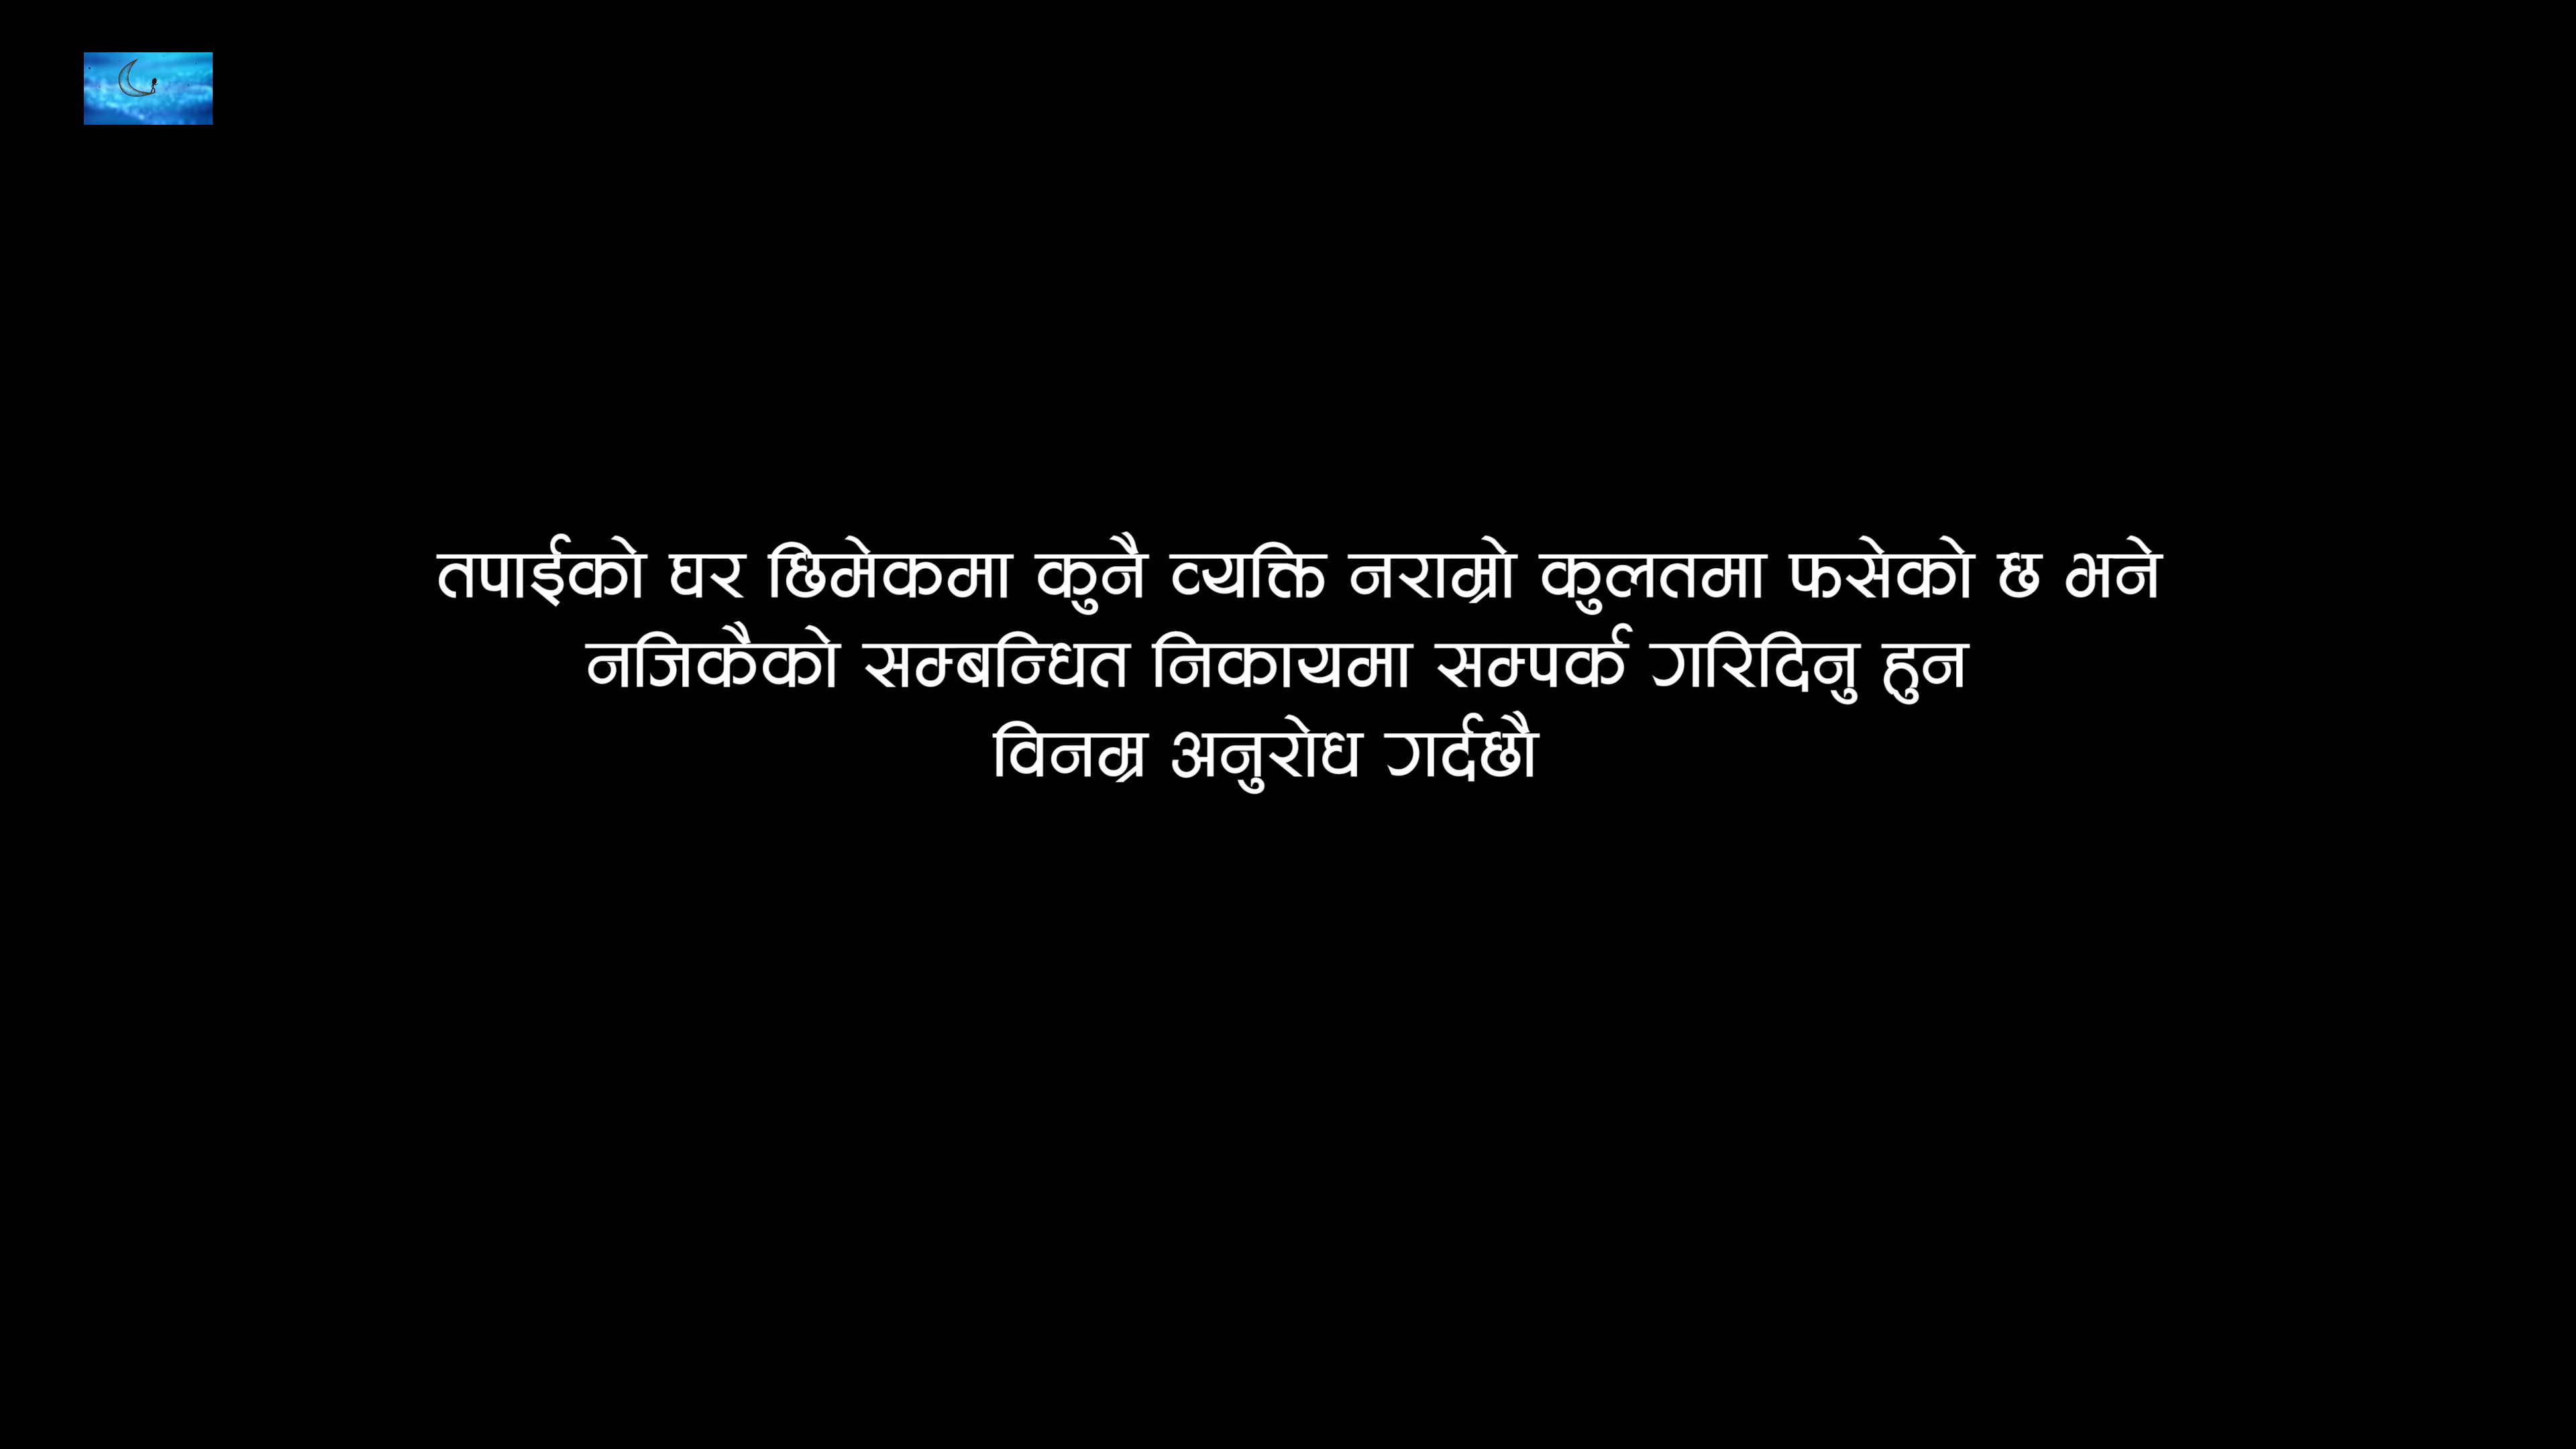 तपाईको घर छिमेकमा कुनै व्यक्ति नराम्रो कुलतमा फसेको छ भने
नजिकैको सम्बन्धित निकायमा सम्पर्क गरिदिनु हुन
विनम्र अनुरोध गर्दछौ